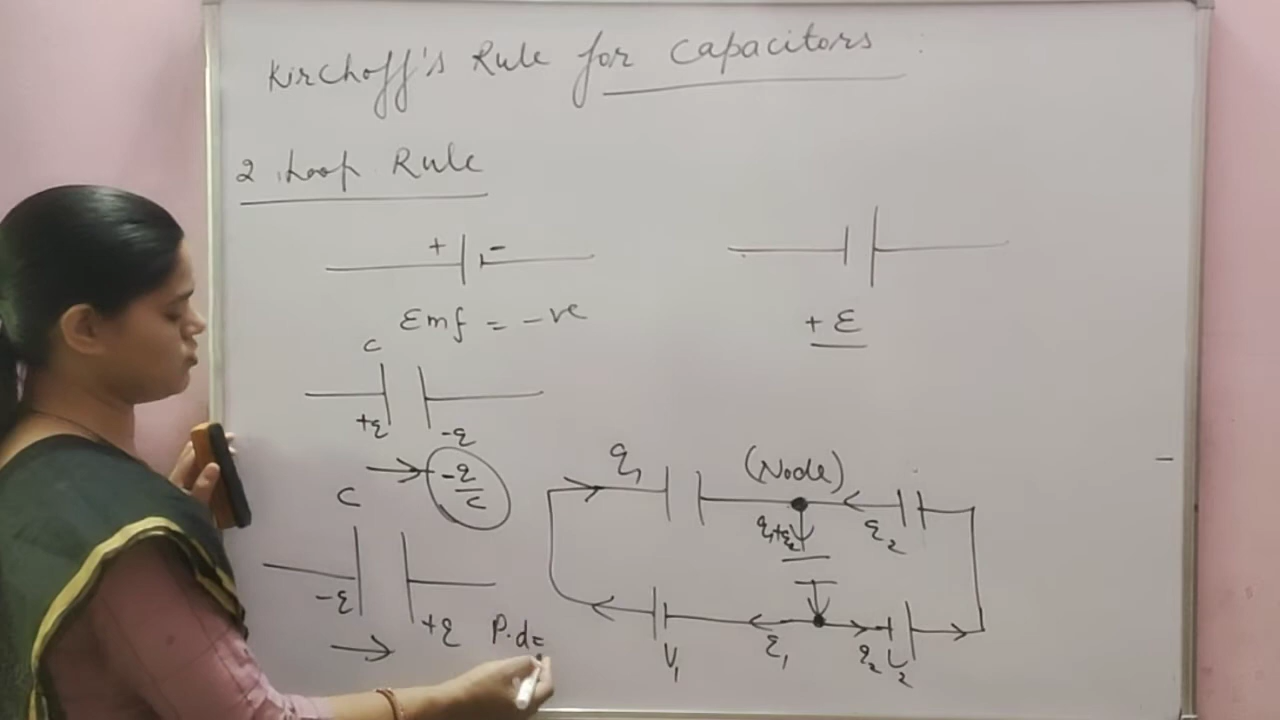 Kirchoff's Rule for Capacitors
2 Loop Rule
+ -
Emf = -ve
+ ε
C
+q -q
-q/C
C
-q +q P.d=
q₁ (Node)
q₁+q₂ q₂
V₁ q₁ q₂ V₂